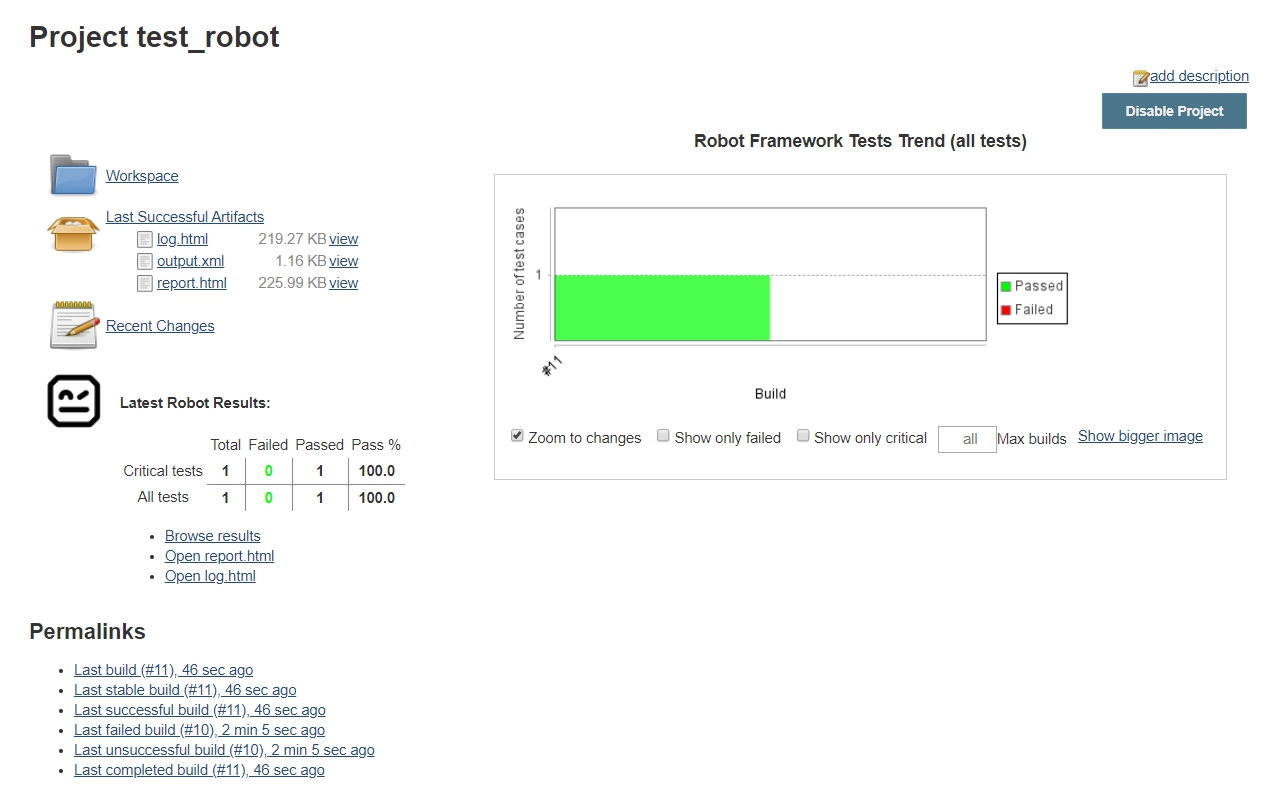 Project test_robot
add description
Disable Project
Workspace
Last Successful Artifacts
log.html 219.27 KB view
output.xml 1.16 KB view
report.html 225.99 KB view
Recent Changes
Latest Robot Results:
Total Failed Passed Pass %
Critical tests 1 0 1 100.0
All tests 1 0 1 100.0
Browse results
Open report.html
Open log.html
Robot Framework Tests Trend (all tests)
Number of test cases
1
#11
Build
Passed
Failed
Zoom to changes Show only failed Show only critical all Max builds Show bigger image
Permalinks
Last build (#11), 46 sec ago
Last stable build (#11), 46 sec ago
Last successful build (#11), 46 sec ago
Last failed build (#10), 2 min 5 sec ago
Last unsuccessful build (#10), 2 min 5 sec ago
Last completed build (#11), 46 sec ago